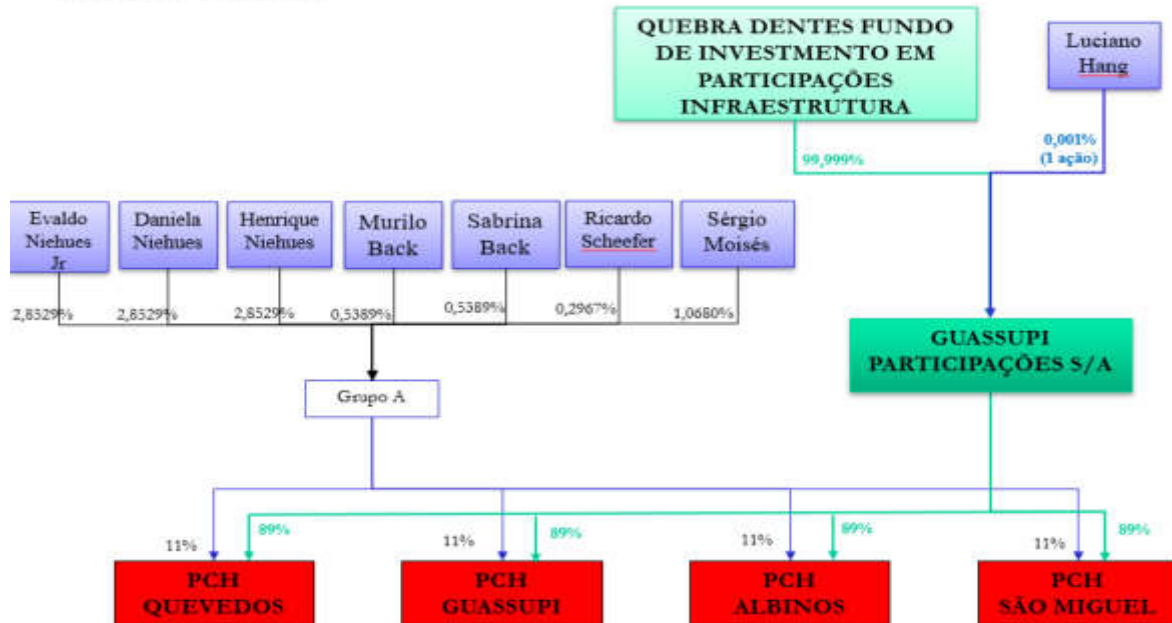 QUEBRA DENTES FUNDO
DE INVESTMENTO EM
PARTICIPAÇÕES
INFRAESTRUTURA
Luciano
Hang
99,999%
0,001%
(1 ação)
Evaldo
Niehues
Jr
Daniela
Niehues
Henrique
Niehues
Murilo
Back
Sabrina
Back
Ricardo
Scheefer
Sérgio
Moisés
2,8529%
2,8529%
2,8529%
0,5389%
0,5389%
0,2967%
1,0680%
GUASSUPI
PARTICIPAÇÕES S/A
Grupo A
11%
89%
11%
89%
11%
89%
11%
89%
PCH
QUEVEDOS
PCH
GUASSUPI
PCH
ALBINOS
PCH
SÃO MIGUEL